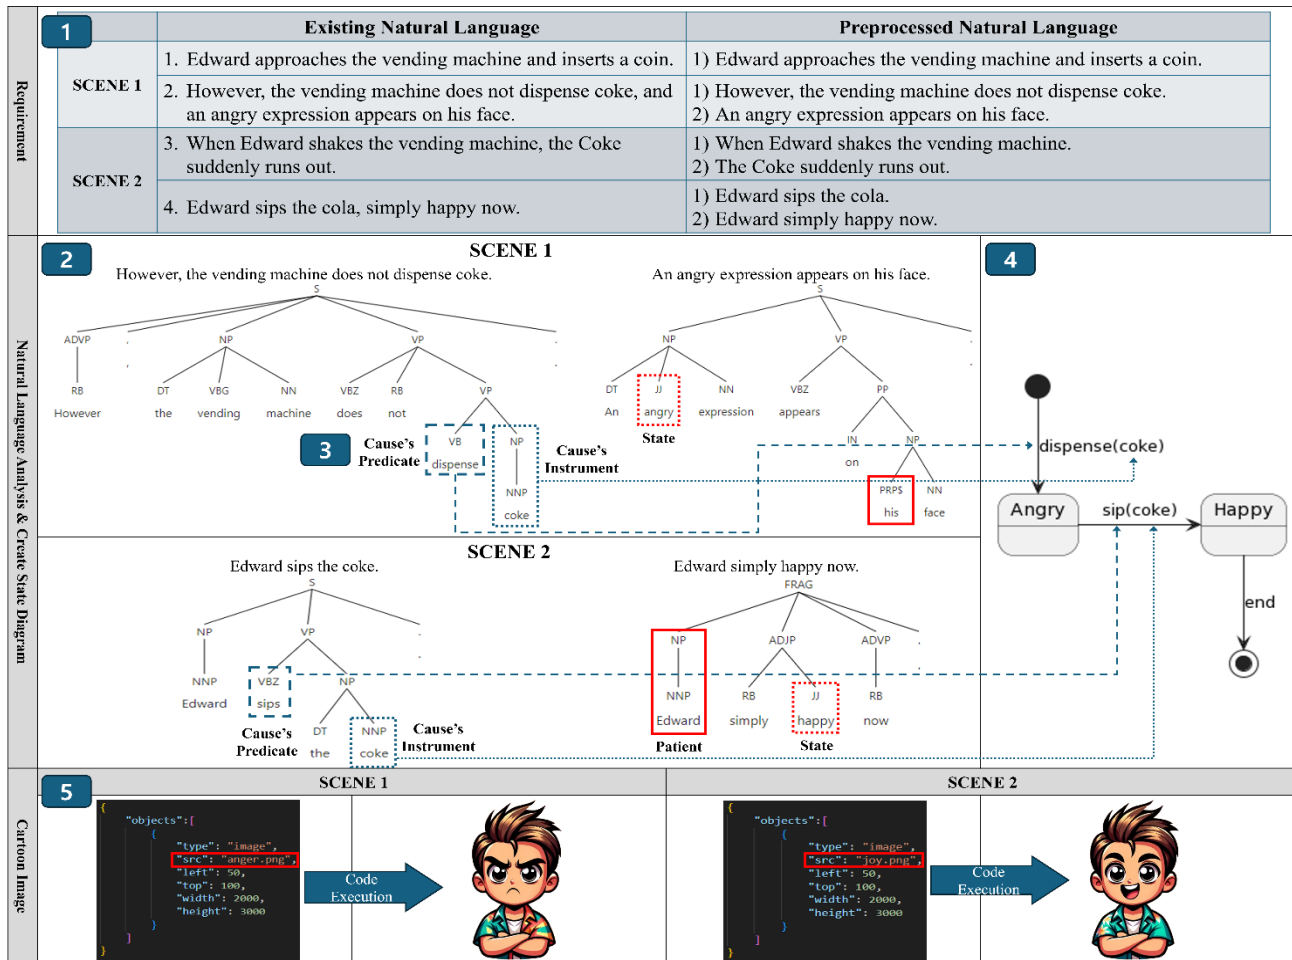 1
Existing Natural Language
Preprocessed Natural Language
Requirement
SCENE 1
1. Edward approaches the vending machine and inserts a coin.
1) Edward approaches the vending machine and inserts a coin.
2. However, the vending machine does not dispense coke, and
an angry expression appears on his face.
1) However, the vending machine does not dispense coke.
2) An angry expression appears on his face.
SCENE 2
3. When Edward shakes the vending machine, the Coke
suddenly runs out.
1) When Edward shakes the vending machine.
2) The Coke suddenly runs out.
4. Edward sips the cola, simply happy now.
1) Edward sips the cola.
2) Edward simply happy now.
Natural Language Analysis & Create State Diagram
2
SCENE 1
However, the vending machine does not dispense coke.
S
ADVP , NP VP .
RB , DT VBG NN VBZ RB VP .
However the vending machine does not
VB NP
dispense
NNP
coke
3
Cause's
Predicate
Cause's
Instrument
An angry expression appears on his face.
S
NP VP .
DT JJ NN VBZ PP .
An angry expression appears
State
IN NP
on
PRP$ NN
his face
SCENE 2
Edward sips the coke.
S
NP VP .
NNP VBZ NP .
Edward sips
DT NNP
the coke
Cause's
Predicate
Cause's
Instrument
Edward simply happy now.
FRAG
NP ADJP ADVP .
NNP RB JJ RB .
Edward simply happy now
Patient
State
4
dispense(coke)
Angry
sip(coke)
Happy
end
Cartoon Image
5
SCENE 1
{
"objects":[
{
"type": "image",
"src": "anger.png",
"left": 50,
"top": 100,
"width": 2000,
"height": 3000
}
]
}
Code
Execution
SCENE 2
{
"objects":[
{
"type": "image",
"src": "joy.png",
"left": 50,
"top": 100,
"width": 2000,
"height": 3000
}
]
}
Code
Execution